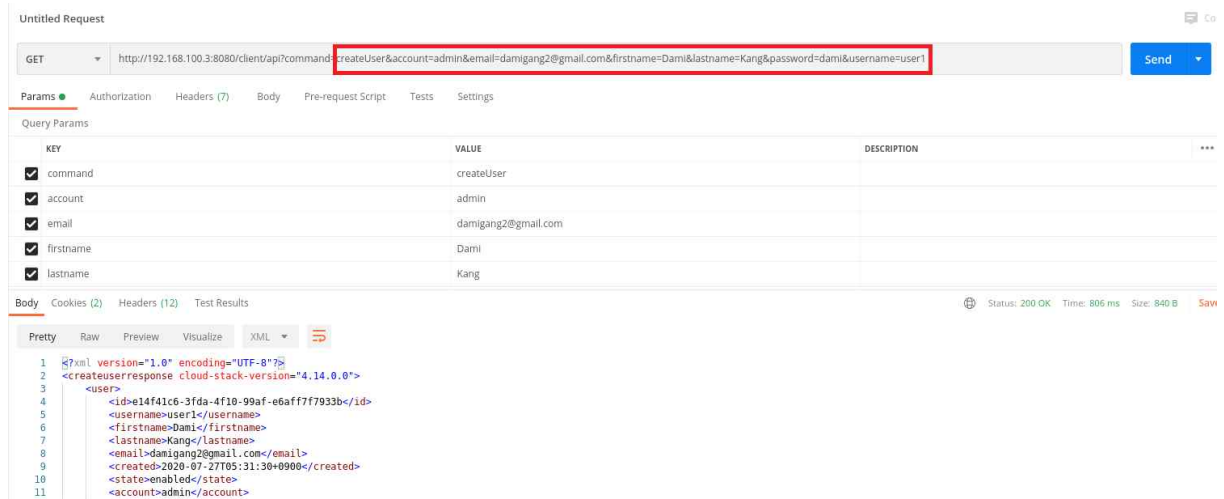 Untitled Request
Co
GET http://192.168.100.3:8080/client/api?command=createUser&account=admin&email=damigang2@gmail.com&firstname=Dami&lastname=Kang&password=dami&username=user1 Send
Params Authorization Headers (7) Body Pre-request Script Tests Settings
Query Params
KEY VALUE DESCRIPTION
command createUser
account admin
email damigang2@gmail.com
firstname Dami
lastname Kang
Body Cookies (2) Headers (12) Test Results Status: 200 OK Time: 806 ms Size: 840 B Save
Pretty Raw Preview Visualize XML
1 <?xml version="1.0" encoding="UTF-8"?>
2 <createuserresponse cloud-stack-version="4.14.0.0">
3 <user>
4 <id>e14f41c6-3fda-4f10-99af-e6aff7f7933b</id>
5 <username>user1</username>
6 <firstname>Dami</firstname>
7 <lastname>Kang</lastname>
8 <email>damigang2@gmail.com</email>
9 <created>2020-07-27T05:31:30+0900</created>
10 <state>enabled</state>
11 <account>admin</account>